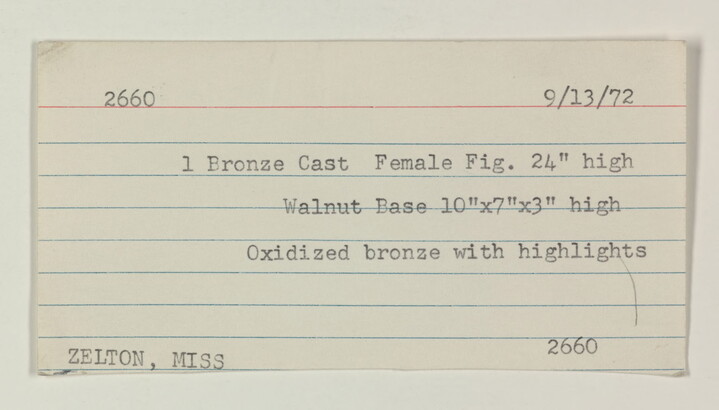 2660 9/13/72
1 Bronze Cast Female Fig. 24" high
Walnut Base 10"x7"x3" high
Oxidized bronze with highlights
ZELTON, MISS 2660